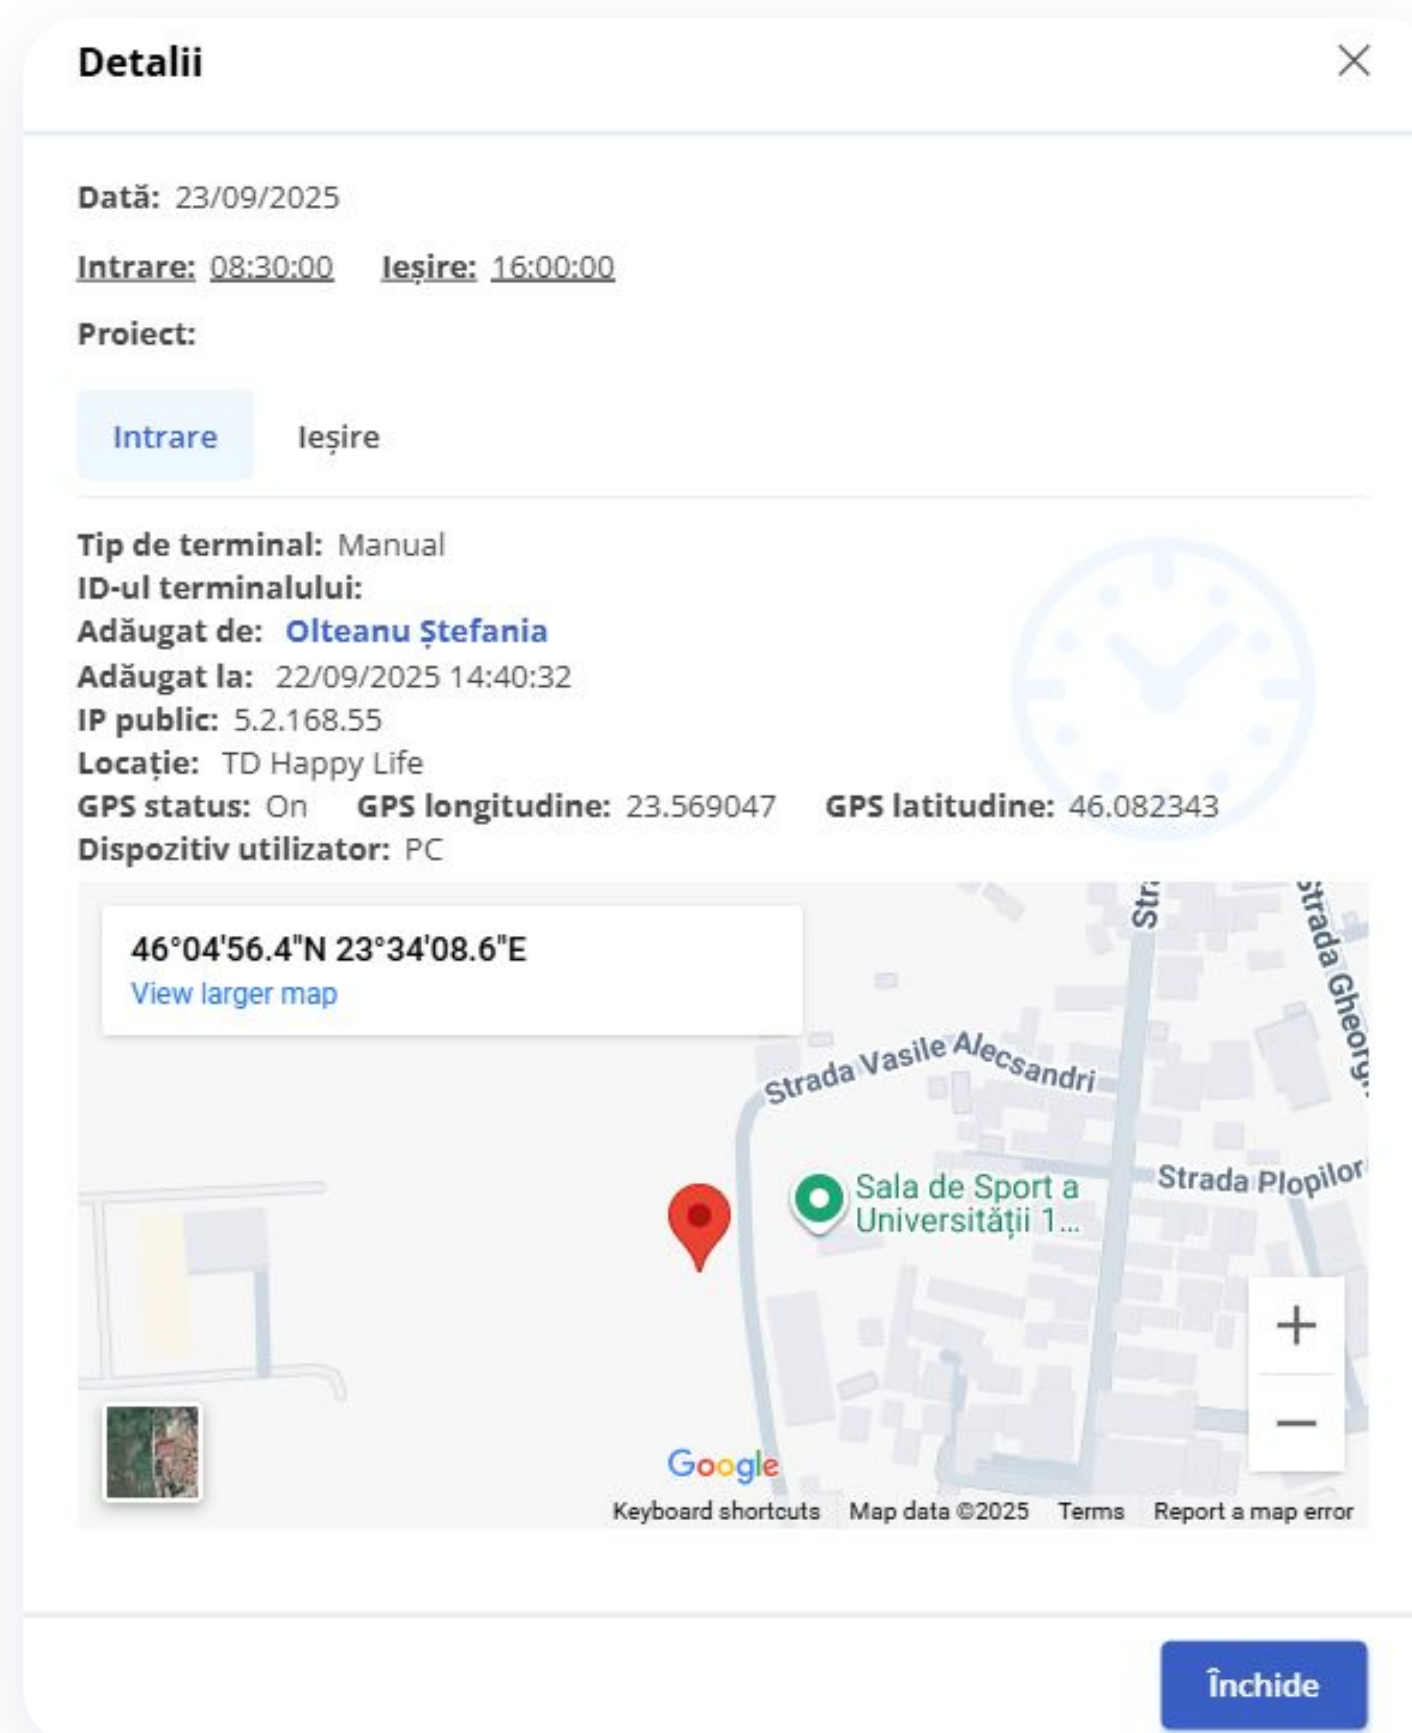 Detalii
Dată: 23/09/2025
Intrare: 08:30:00 Ieșire: 16:00:00
Proiect:
Intrare Ieșire
Tip de terminal: Manual
ID-ul terminalului:
Adăugat de: Olteanu Ștefania
Adăugat la: 22/09/2025 14:40:32
IP public: 5.2.168.55
Locație: TD Happy Life
GPS status: On GPS longitudine: 23.569047 GPS latitudine: 46.082343
Dispozitiv utilizator: PC
46°04'56.4"N 23°34'08.6"E
View larger map
Strada Vasile Alecsandri
Strada
Sala de Sport a
Universității 1...
Strada Plopilor
Google
Keyboard shortcuts Map data ©2025 Terms Report a map error
Închide